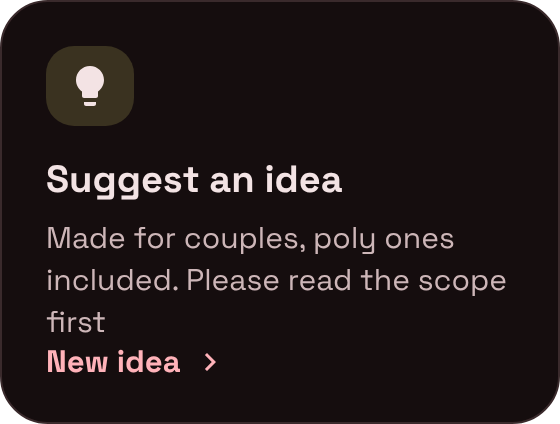 Suggest an idea
Made for couples, poly ones
included. Please read the scope
first
New idea